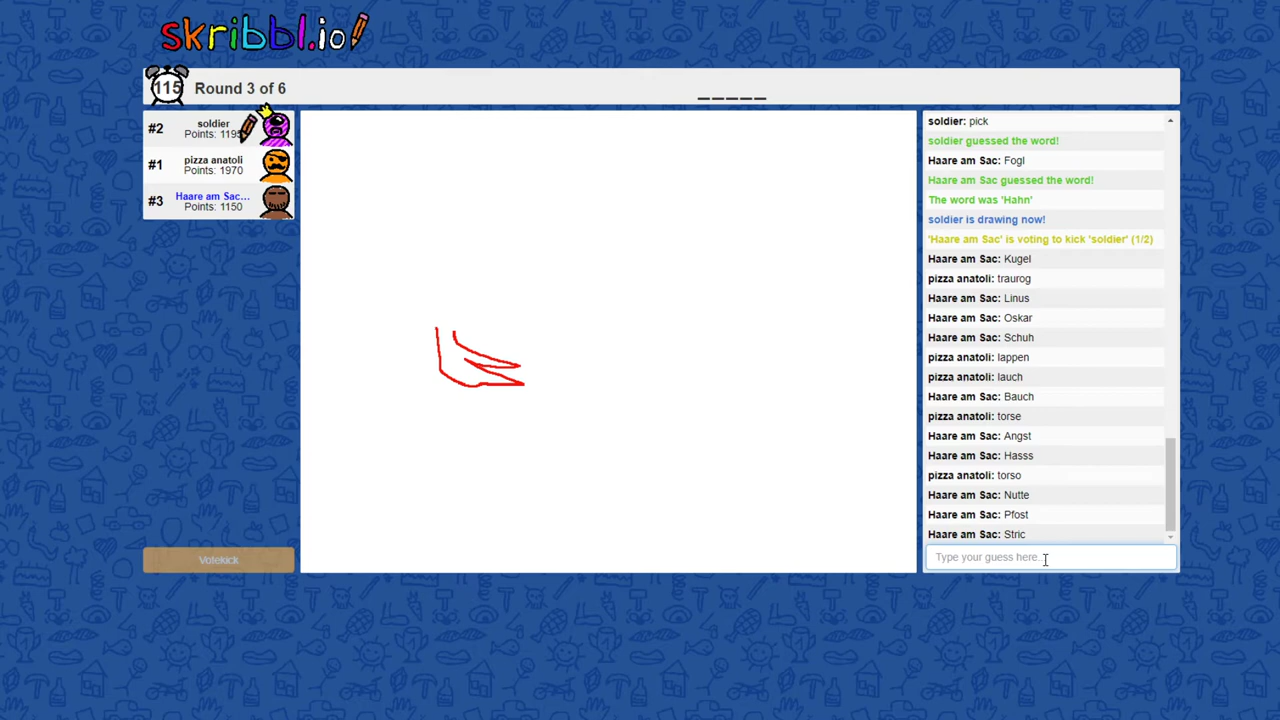 skribbl.io
115
Round 3 of 6
_ _ _ _ _
#2
soldier
Points: 1195
#1
pizza anatoli
Points: 1970
#3
Haare am Sac...
Points: 1150
Votekick
soldier: pick
soldier guessed the word!
Haare am Sac: Fogl
Haare am Sac guessed the word!
The word was 'Hahn'
soldier is drawing now!
'Haare am Sac' is voting to kick 'soldier' (1/2)
Haare am Sac: Kugel
pizza anatoli: traurog
Haare am Sac: Linus
Haare am Sac: Oskar
Haare am Sac: Schuh
pizza anatoli: lappen
pizza anatoli: lauch
Haare am Sac: Bauch
pizza anatoli: torse
Haare am Sac: Angst
Haare am Sac: Hasss
pizza anatoli: torso
Haare am Sac: Nutte
Haare am Sac: Pfost
Haare am Sac: Stric
Type your guess here...